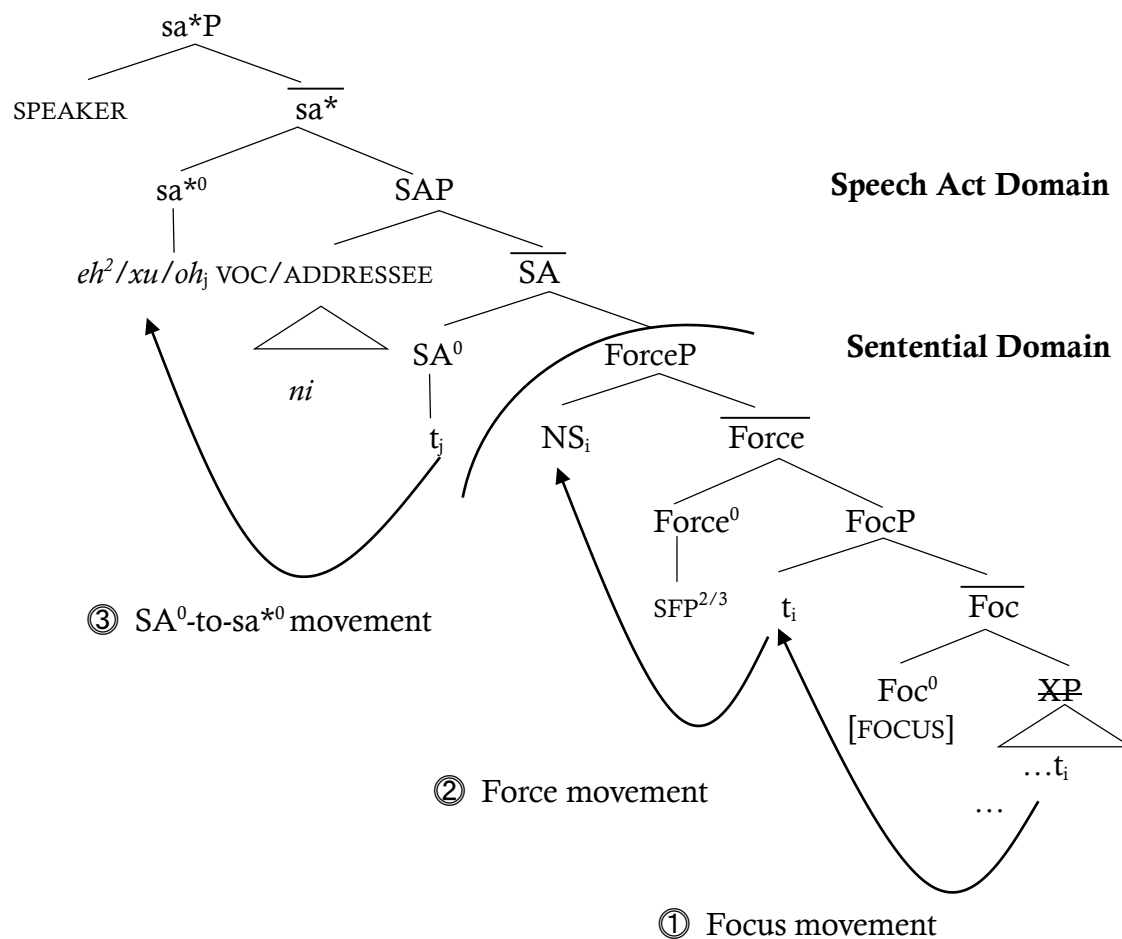 sa*P
SPEAKER
sa*
sa*⁰
SAP
Speech Act Domain
eh²/xu/ohⱼ VOC/ADDRESSEE
SA
SA⁰
ForceP
Sentential Domain
ni
tⱼ
NSᵢ
Force
Force⁰
FocP
SFP²/³
tᵢ
Foc
③ SA⁰-to-sa*⁰ movement
Foc⁰
XP
[FOCUS]
…tᵢ
② Force movement
…
① Focus movement